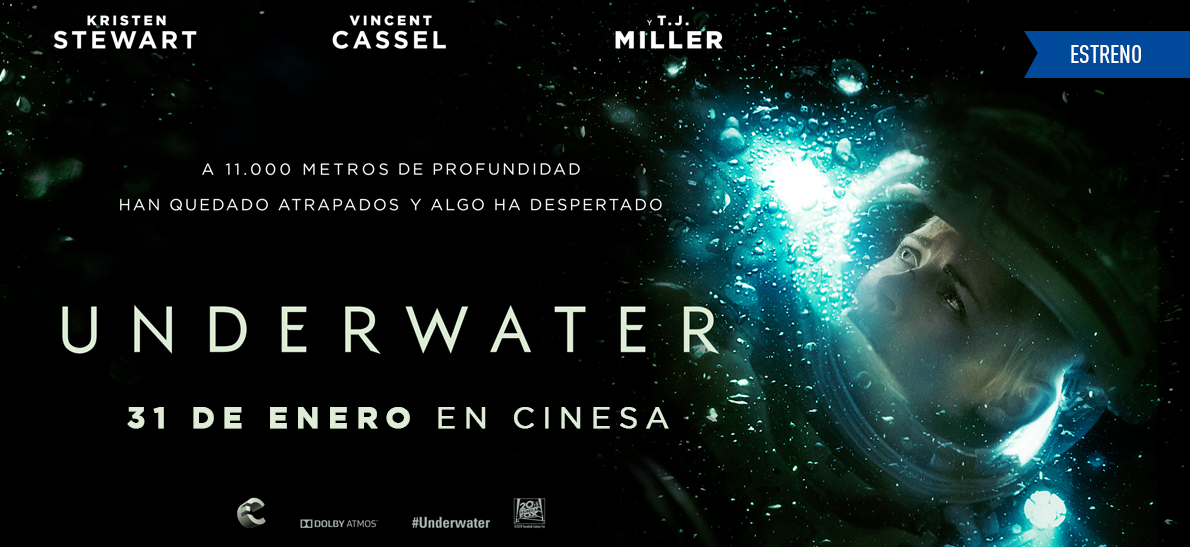 KRISTEN
STEWART
VINCENT
CASSEL
Y T.J.
MILLER
ESTRENO
A 11.000 METROS DE PROFUNDIDAD
HAN QUEDADO ATRAPADOS Y ALGO HA DESPERTADO
UNDERWATER
31 DE ENERO EN CINESA
DOLBY ATMOS
#Underwater
20th
CENTURY
FOX